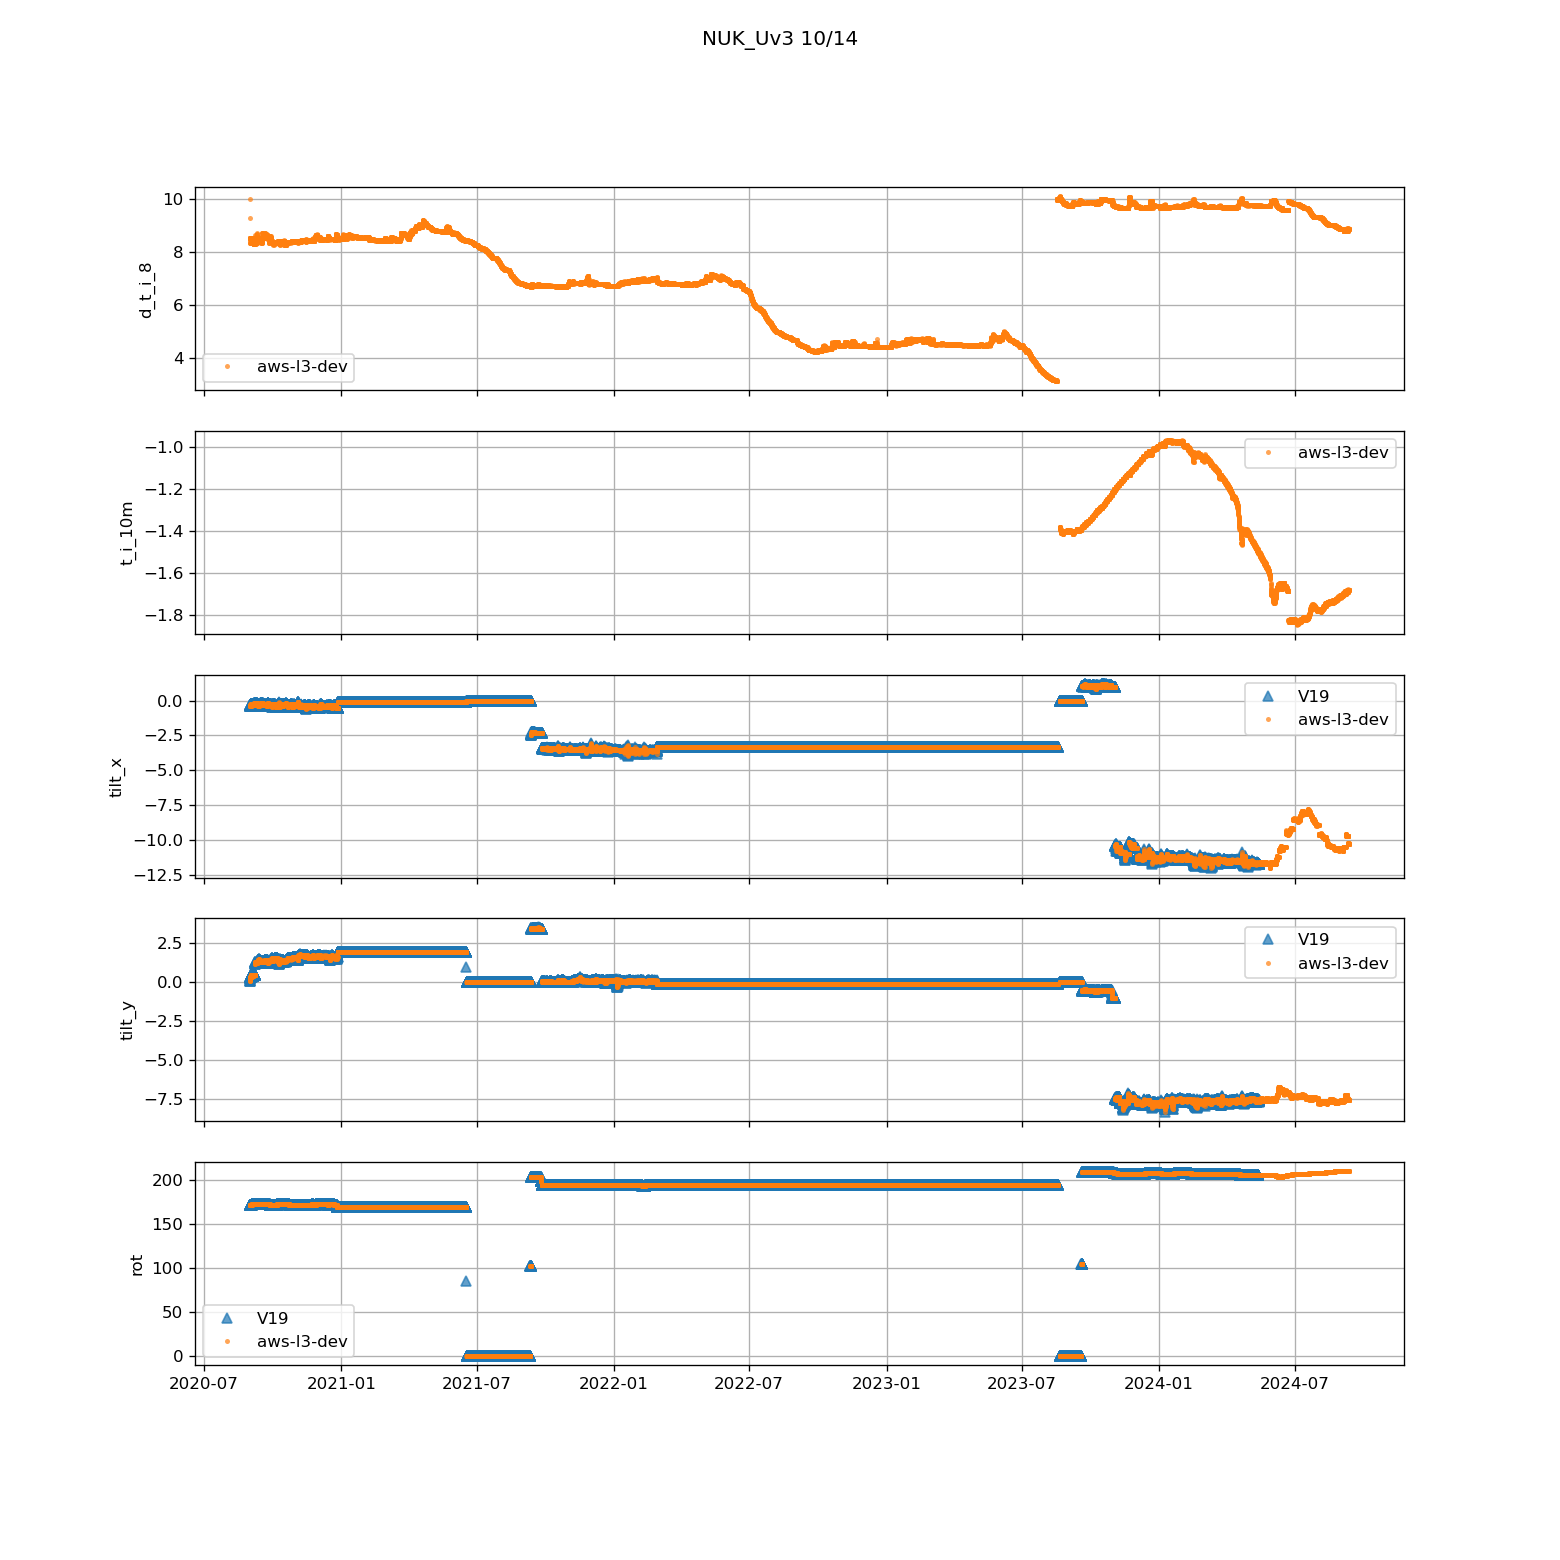 NUK_Uv3 10/14
10
8
6
4
d_t_i_8
aws-l3-dev
−1.0
−1.2
−1.4
−1.6
−1.8
t_i_10m
aws-l3-dev
0.0
−2.5
−5.0
−7.5
−10.0
−12.5
tilt_x
V19
aws-l3-dev
2.5
0.0
−2.5
−5.0
−7.5
tilt_y
V19
aws-l3-dev
200
150
100
50
0
rot
V19
aws-l3-dev
2020-07 2021-01 2021-07 2022-01 2022-07 2023-01 2023-07 2024-01 2024-07